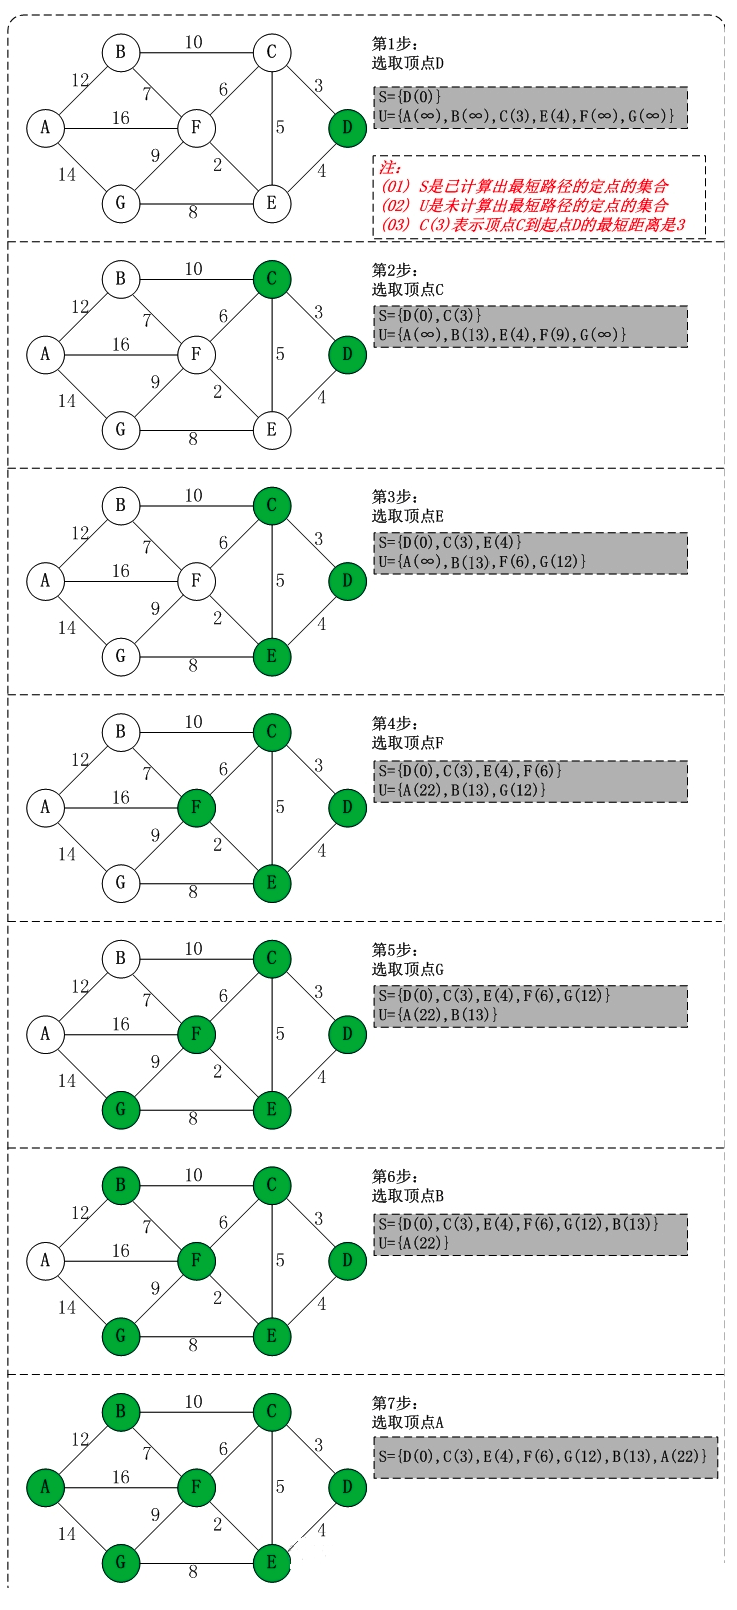 B
10
C
12
7
6
3
A
16
F
5
D
14
9
2
4
G
8
E
第1步:
选取顶点D
S={D(0)}
U={A(∞),B(∞),C(3),E(4),F(∞),G(∞)}
注:
(01) S是已计算出最短路径的定点的集合
(02) U是未计算出最短路径的定点的集合
(03) C(3)表示顶点C到起点D的最短距离是3
B
10
C
12
7
6
3
A
16
F
5
D
14
9
2
4
G
8
E
第2步:
选取顶点C
S={D(0),C(3)}
U={A(∞),B(13),E(4),F(9),G(∞)}
B
10
C
12
7
6
3
A
16
F
5
D
14
9
2
4
G
8
E
第3步:
选取顶点E
S={D(0),C(3),E(4)}
U={A(∞),B(13),F(6),G(12)}
B
10
C
12
7
6
3
A
16
F
5
D
14
9
2
4
G
8
E
第4步:
选取顶点F
S={D(0),C(3),E(4),F(6)}
U={A(22),B(13),G(12)}
B
10
C
12
7
6
3
A
16
F
5
D
14
9
2
4
G
8
E
第5步:
选取顶点G
S={D(0),C(3),E(4),F(6),G(12)}
U={A(22),B(13)}
B
10
C
12
7
6
3
A
16
F
5
D
14
9
2
4
G
8
E
第6步:
选取顶点B
S={D(0),C(3),E(4),F(6),G(12),B(13)}
U={A(22)}
B
10
C
12
7
6
3
A
16
F
5
D
14
9
2
4
G
8
E
第7步:
选取顶点A
S={D(0),C(3),E(4),F(6),G(12),B(13),A(22)}